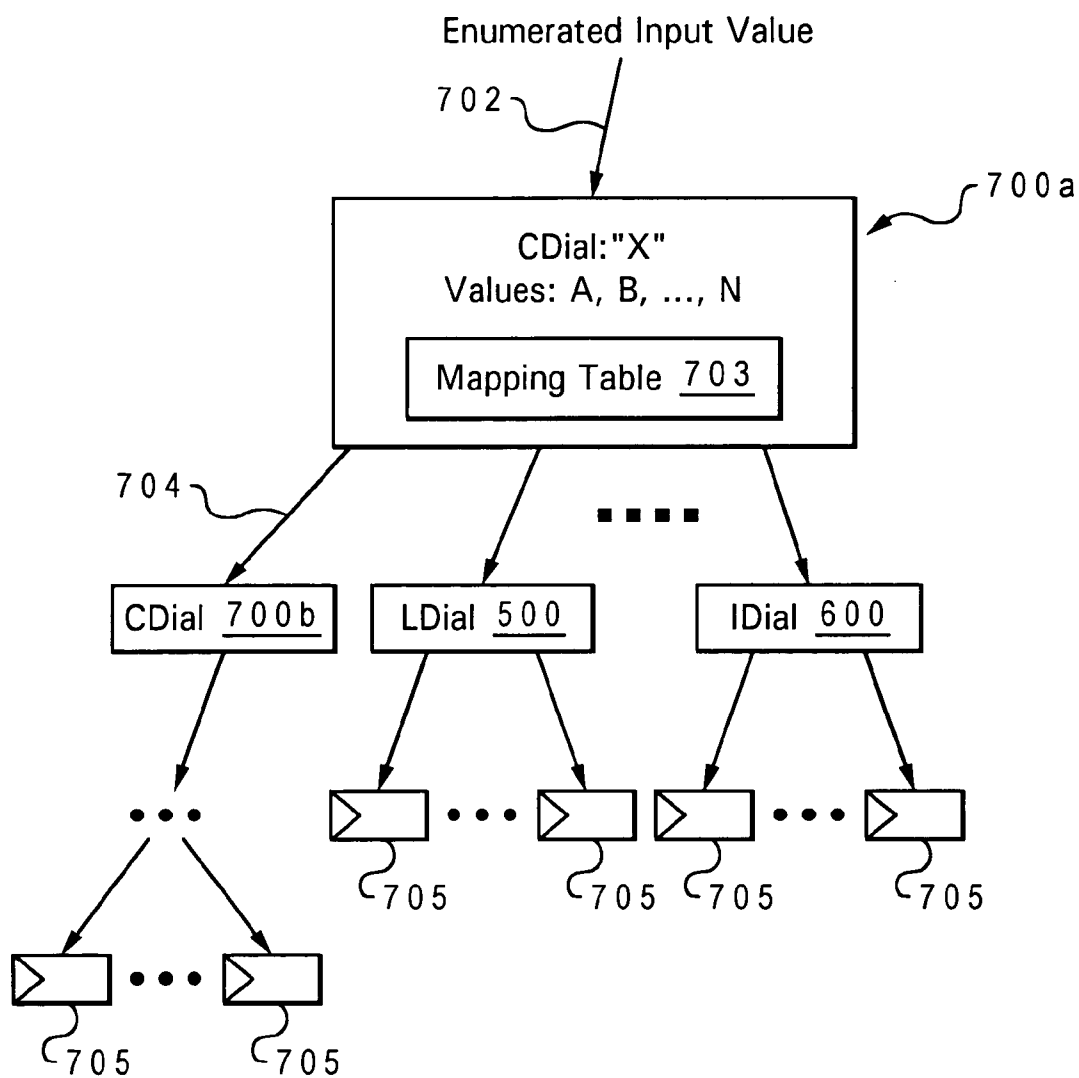 Enumerated Input Value
702
700a
CDial:"X"
Values: A, B, ..., N
Mapping Table 703
704
CDial 700b
LDial 500
IDial 600
705
705
705
705
705
705